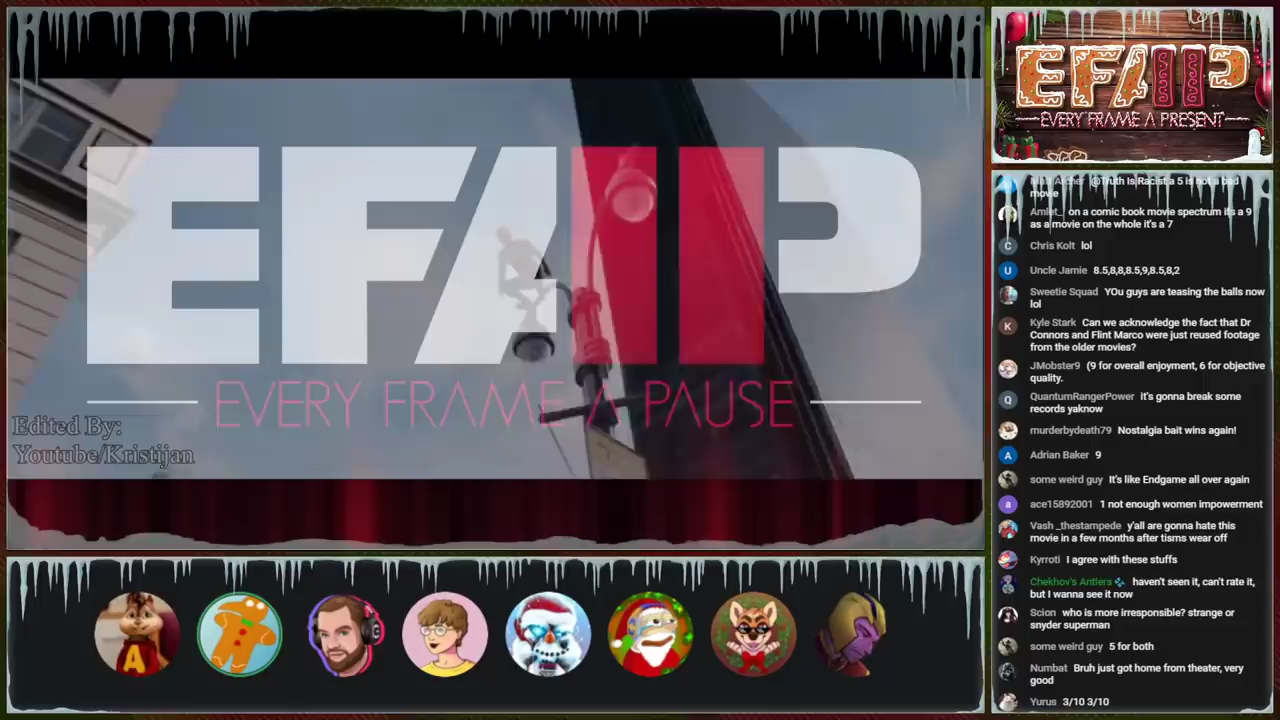 EFAP
EVERY FRAME A PAUSE
Edited By:
Youtube/Kristijan
EFAP
EVERY FRAME A PRESENT
@Truth Is Racist a 5 is not a bad
movie
Amlet_ on a comic book movie spectrum its a 9
as a movie on the whole it's a 7
C Chris Kolt lol
U Uncle Jamie 8.5,8,8,8.5,9,8.5,8,2
Sweetie Squad YOu guys are teasing the balls now
lol
K Kyle Stark Can we acknowledge the fact that Dr
Connors and Flint Marco were just reused footage
from the older movies?
JMobster9 (9 for overall enjoyment, 6 for objective
quality.
Q QuantumRangerPower it's gonna break some
records yaknow
murderbydeath79 Nostalgia bait wins again!
A Adrian Baker 9
some weird guy It's like Endgame all over again
a ace15892001 1 not enough women impowerment
Vash_thestampede y'all are gonna hate this
movie in a few months after tisms wear off
Kyrroti I agree with these stuffs
Chekhov's Antlers haven't seen it, can't rate it,
but I wanna see it now
Scion who is more irresponsible? strange or
snyder superman
some weird guy 5 for both
Numbat Bruh just got home from theater, very
good
Yurus 3/10 3/10
A